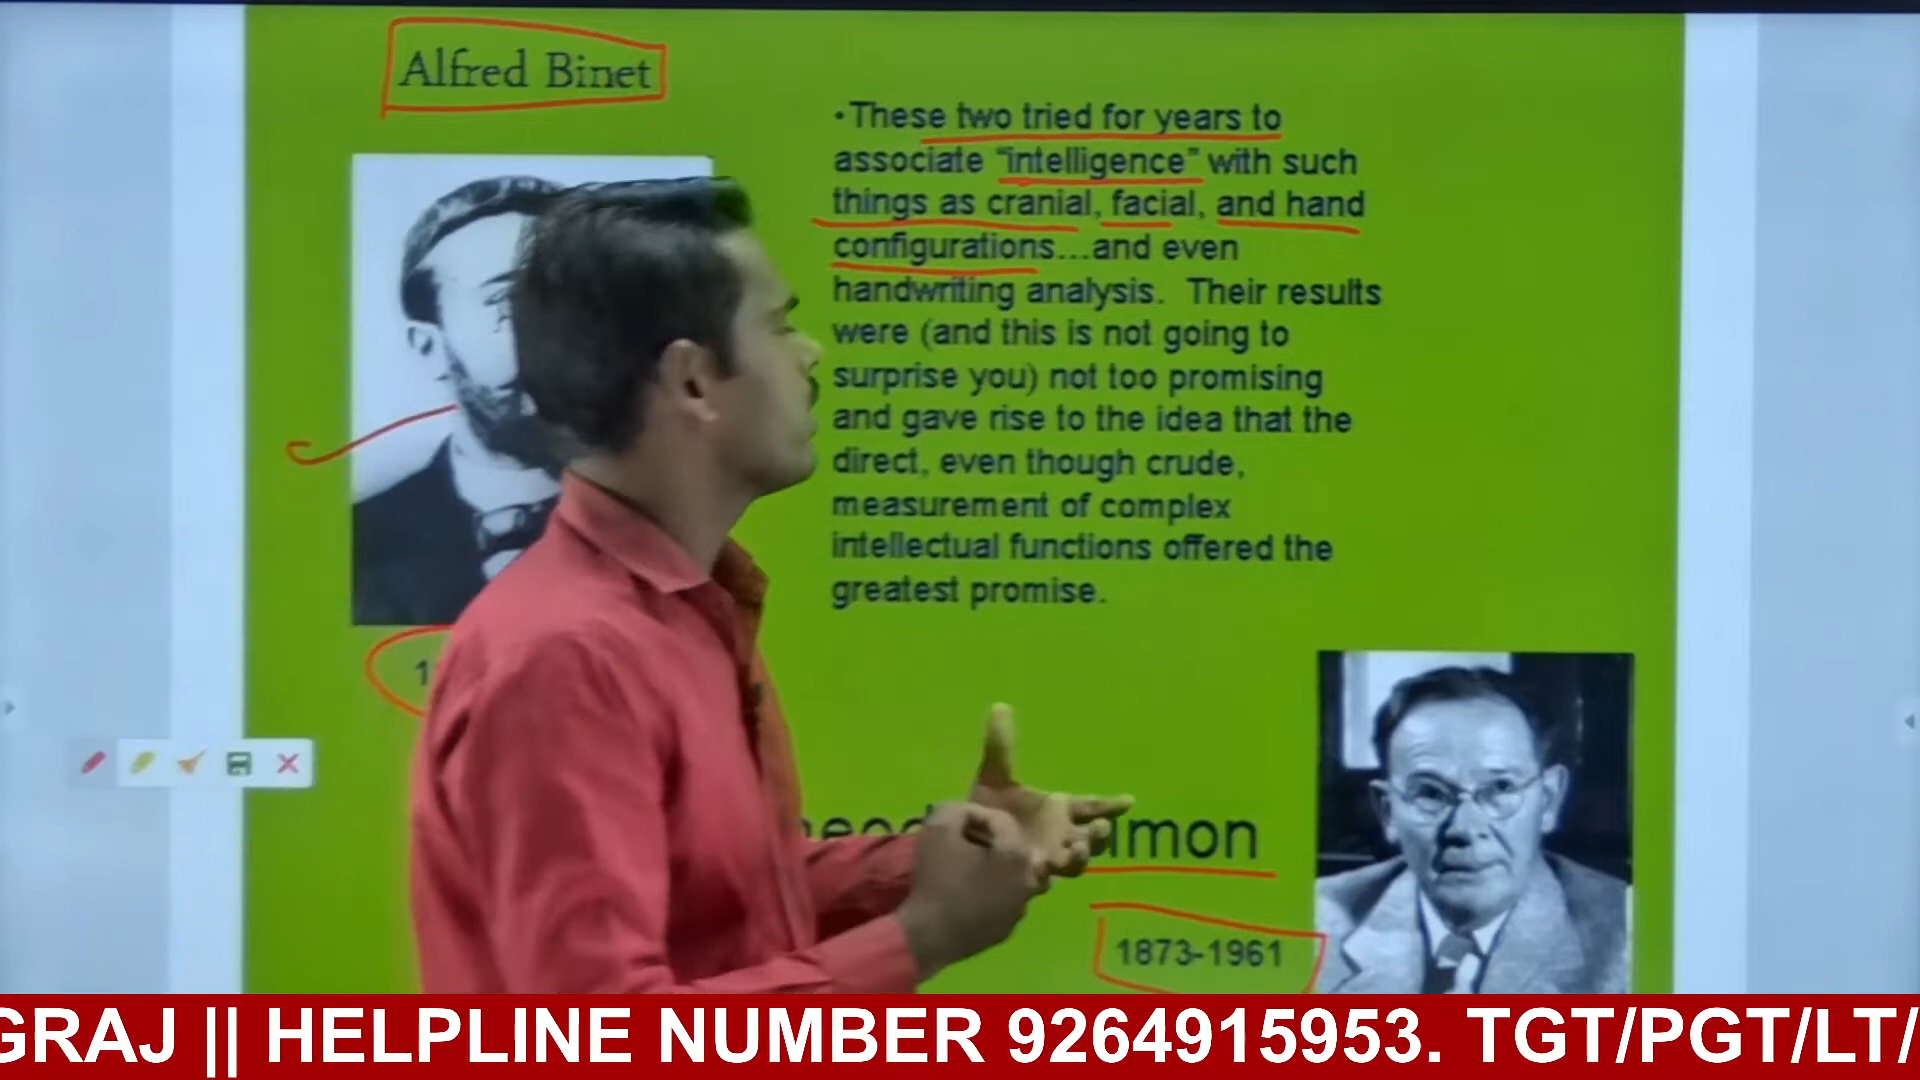 Alfred Binet
•These two tried for years to
associate “intelligence” with such
things as cranial, facial, and hand
configurations...and even
handwriting analysis. Their results
were (and this is not going to
surprise you) not too promising
and gave rise to the idea that the
direct, even though crude,
measurement of complex
intellectual functions offered the
greatest promise.
1873-1961
GRAJ || HELPLINE NUMBER 9264915953. TGT/PGT/LT/